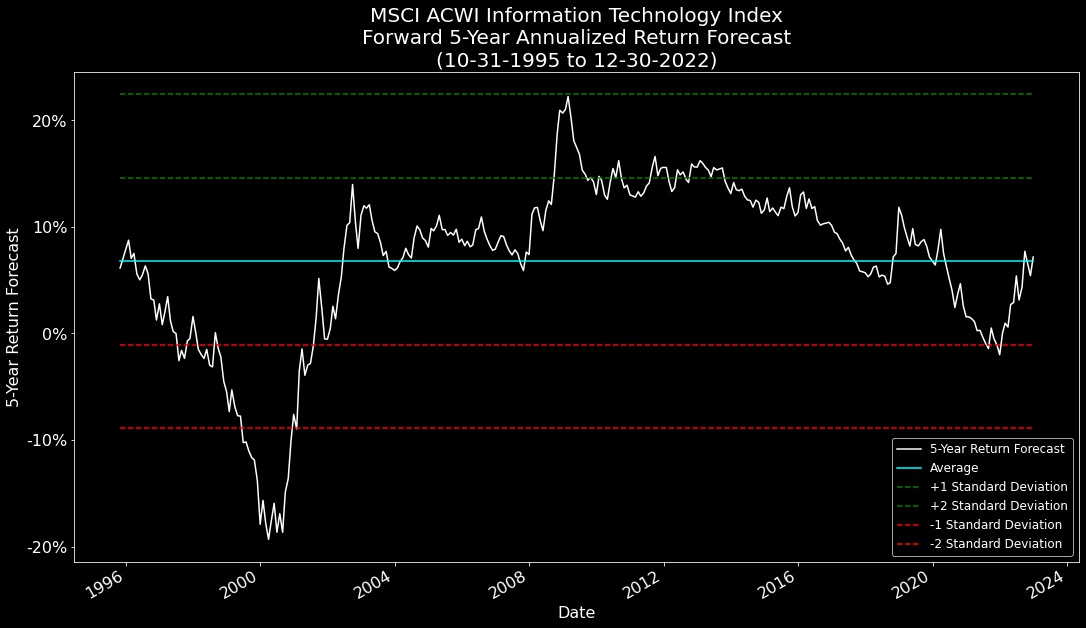 MSCI ACWI Information Technology Index
Forward 5-Year Annualized Return Forecast
(10-31-1995 to 12-30-2022)
5-Year Return Forecast
20%
10%
0%
-10%
-20%
5-Year Return Forecast
Average
+1 Standard Deviation
+2 Standard Deviation
-1 Standard Deviation
-2 Standard Deviation
1996
2000
2004
2008
2012
2016
2020
2024
Date